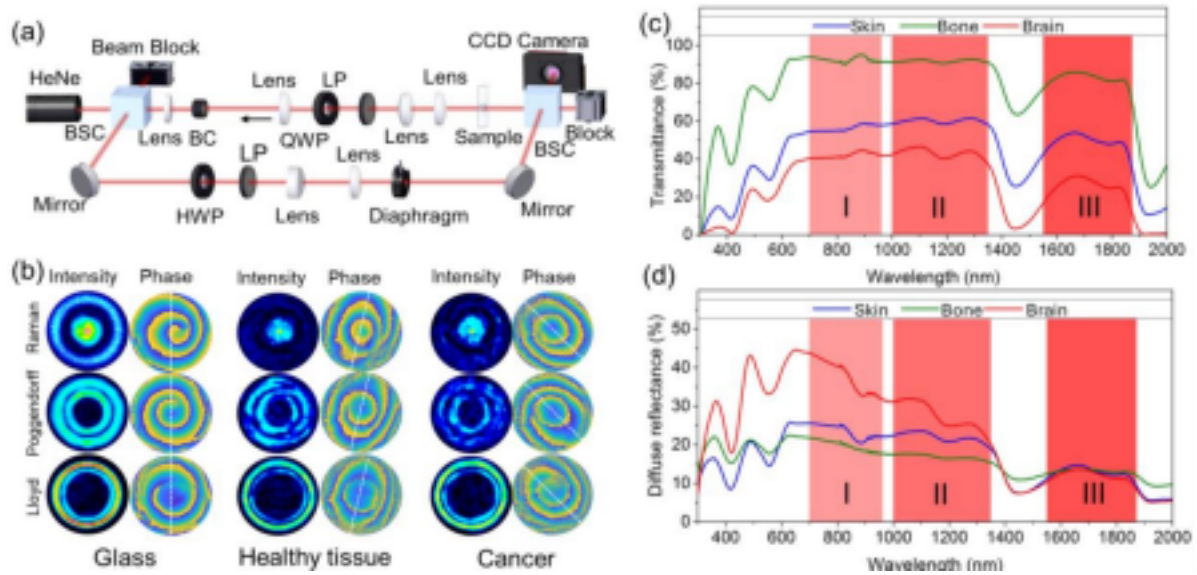 (a)
Beam Block
CCD Camera
HeNe
Lens
LP
Lens
BSC
Lens
BC
QWP
Lens
Sample
BSC
Block
LP
Lens
Mirror
HWP
Lens
Diaphragm
Mirror
(b)
Intensity Phase
Intensity Phase
Intensity Phase
Raman
Poggendorff
Lloyd
Glass
Healthy tissue
Cancer
(c)
Skin Bone Brain
Transmittance (%)
100
80
60
40
20
0
I II III
400 600 800 1000 1200 1400 1600 1800 2000
Wavelength (nm)
(d)
Skin Bone Brain
Diffuse reflectance (%)
50
40
30
20
10
0
I II III
400 600 800 1000 1200 1400 1600 1800 2000
Wavelength (nm)